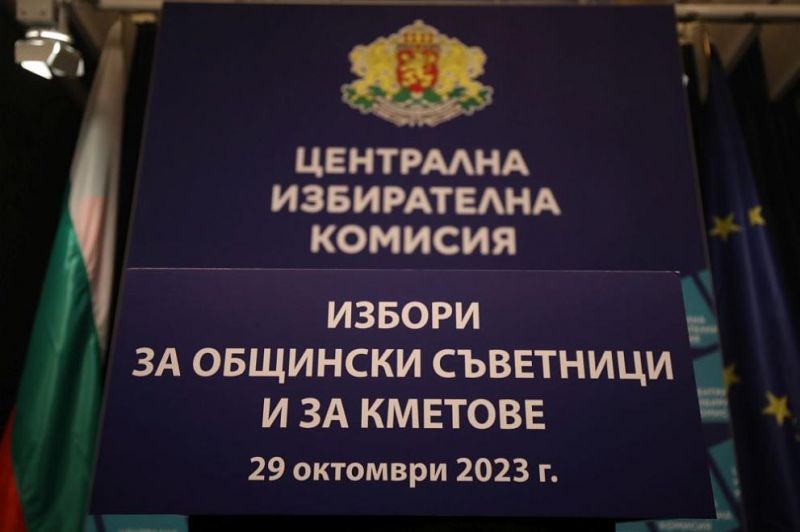 ЦЕНТРАЛНА
ИЗБИРАТЕЛНА
КОМИСИЯ
ИЗБОРИ
ЗА ОБЩИНСКИ СЪВЕТНИЦИ
И ЗА КМЕТОВЕ
29 октомври 2023 г.